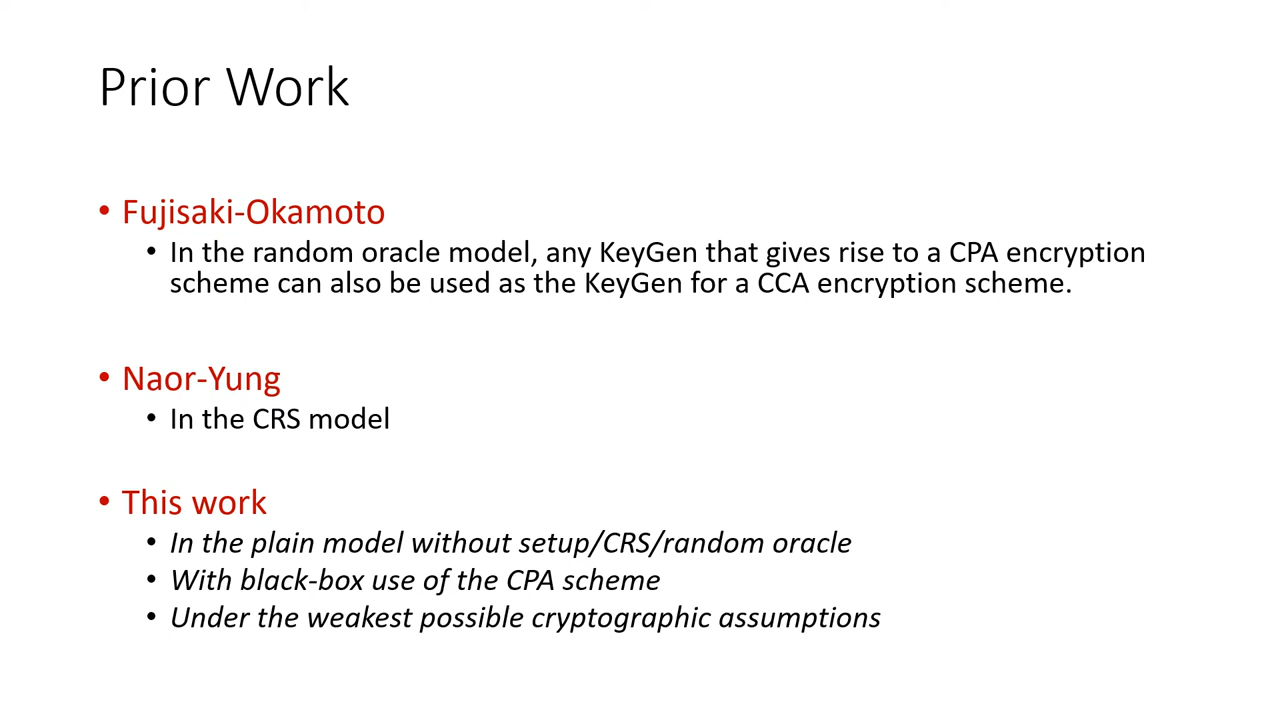 Prior Work
• Fujisaki-Okamoto
• In the random oracle model, any KeyGen that gives rise to a CPA encryption
scheme can also be used as the KeyGen for a CCA encryption scheme.
• Naor-Yung
• In the CRS model
• This work
• In the plain model without setup/CRS/random oracle
• With black-box use of the CPA scheme
• Under the weakest possible cryptographic assumptions